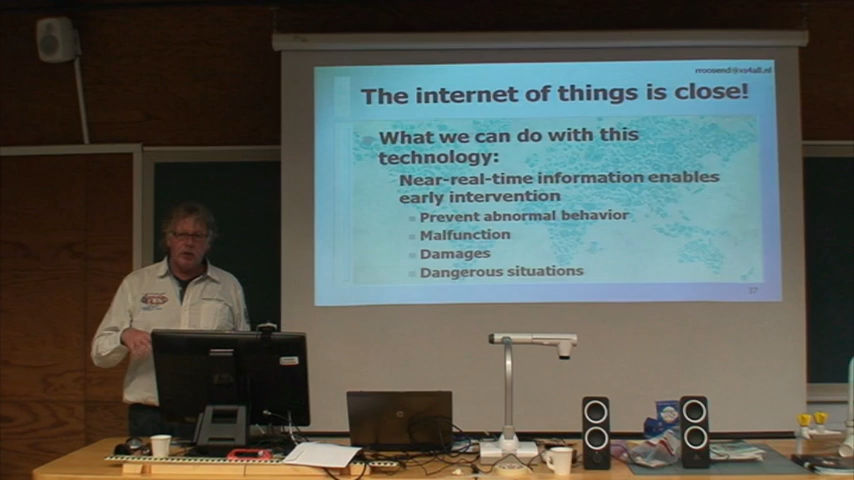 rroosend@xs4all.nl
The internet of things is close!
What we can do with this
technology:
Near-real-time information enables
early intervention
Prevent abnormal behavior
Malfunction
Damages
Dangerous situations